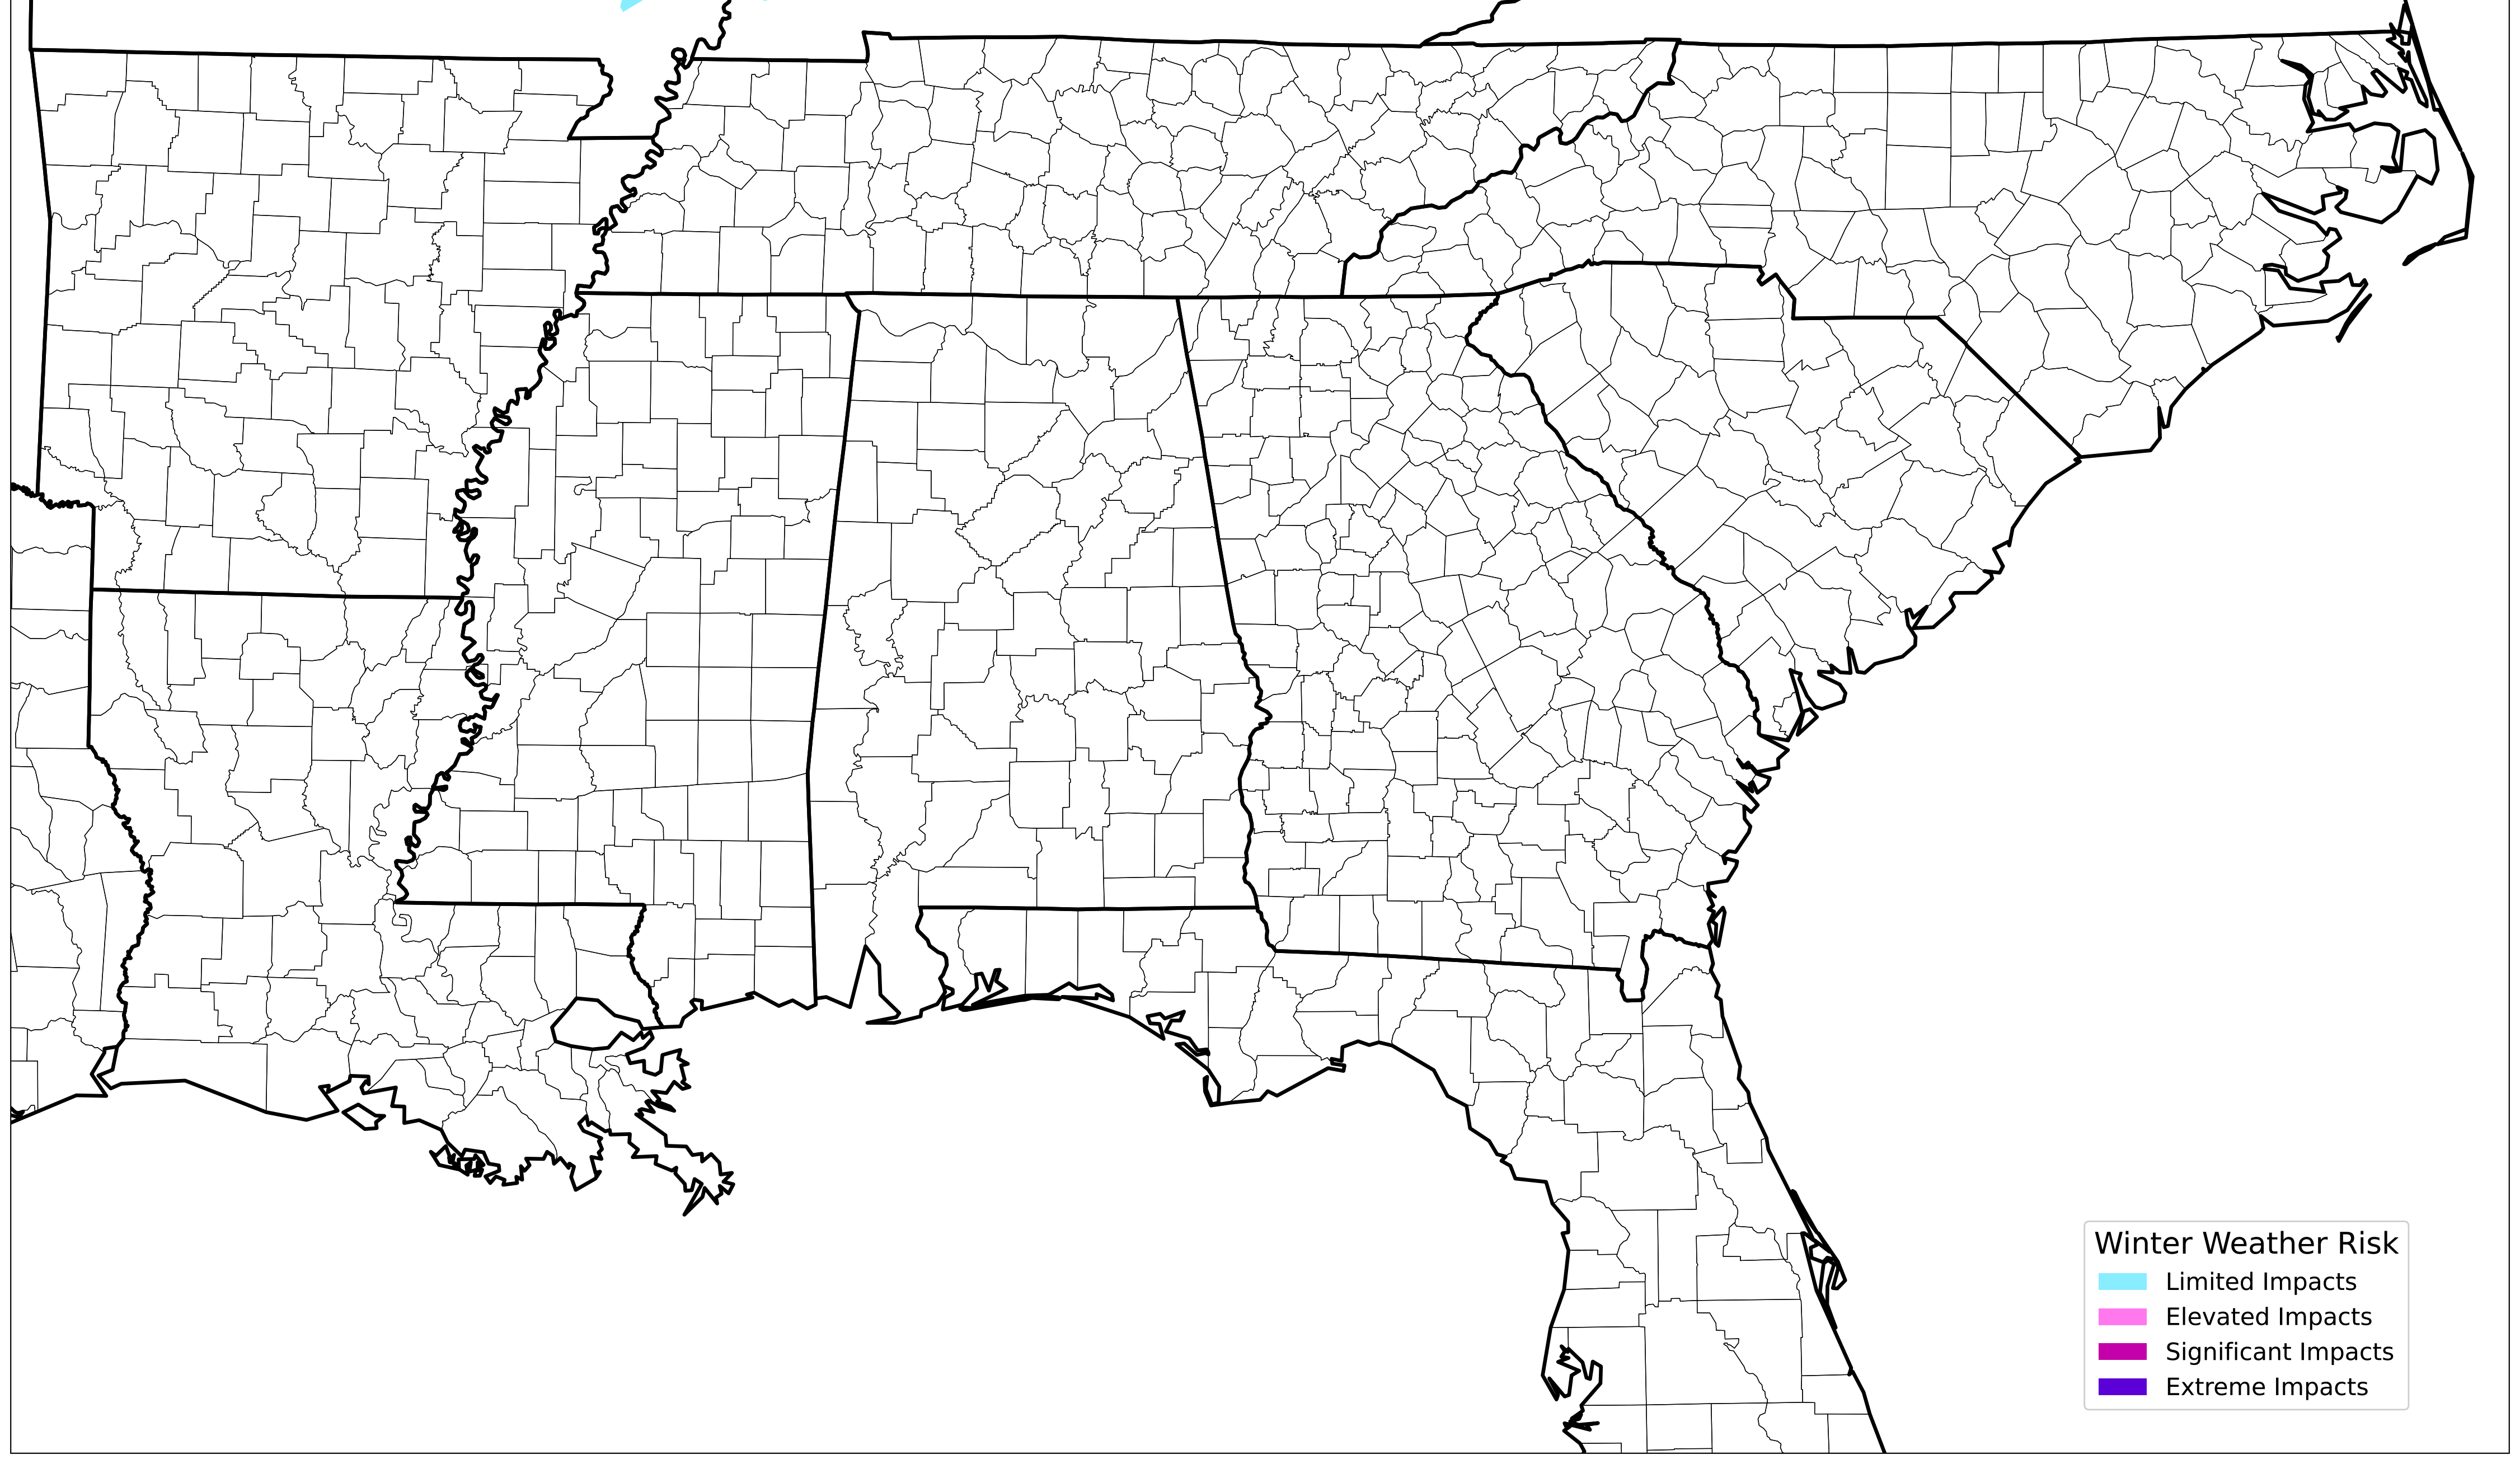 Winter Weather Risk
Limited Impacts
Elevated Impacts
Significant Impacts
Extreme Impacts